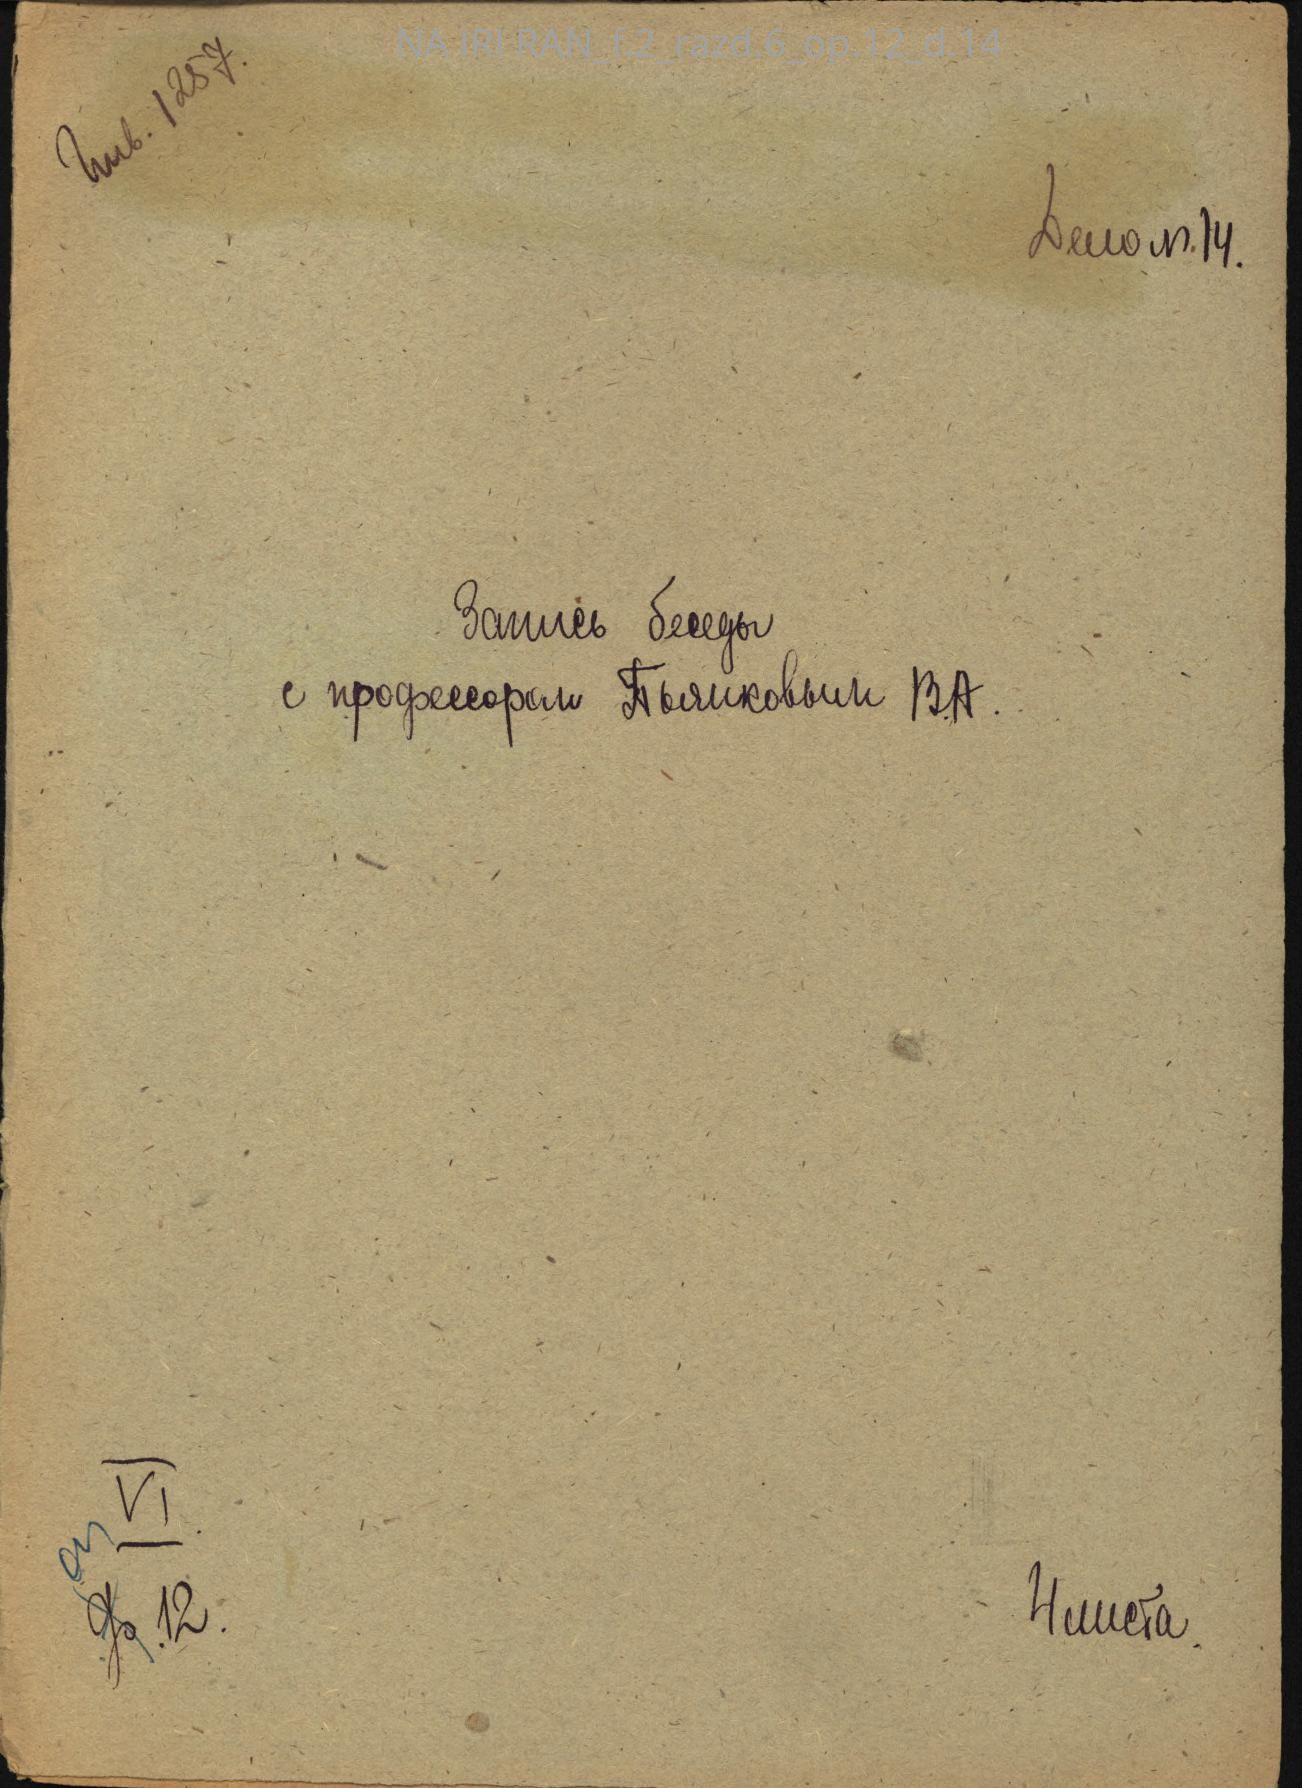 NA IRI RAN_f.2_razd.6_op.12_d.14
Инв. 1257.
Дело №.14.
Запись беседы
с профессором Пьянковым В.А.
VI
оп
ф. 12.
4 листа.